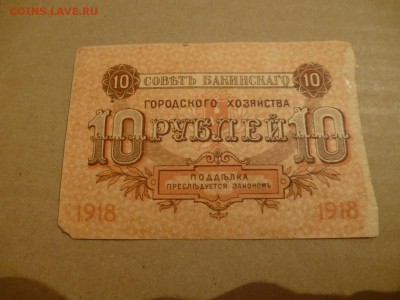 COINS.LAVE.RU
10 СОВѢТЪ БАКИНСКАГО 10
ГОРОДСКОГО ХОЗЯЙСТВА
10 РУБЛЕЙ 10
ПОДДѢЛКА
ПРЕСЛѢДУЕТСЯ ЗАКОНОМЪ
1918 1918